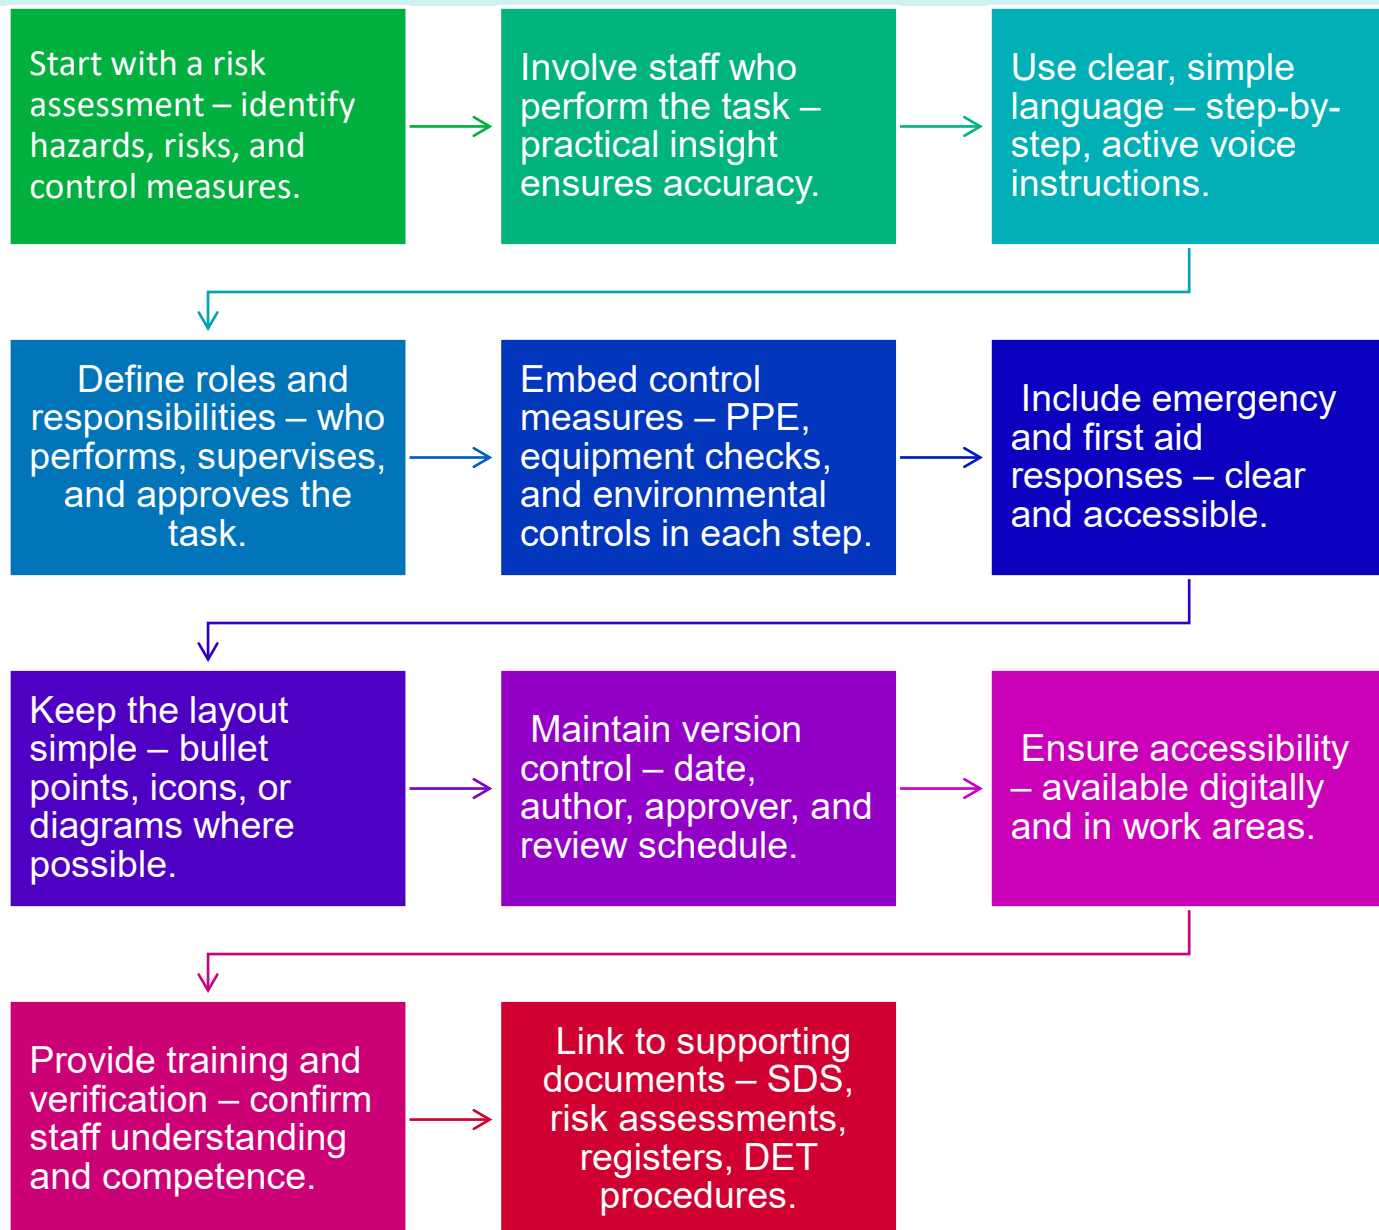 Start with a risk
assessment – identify
hazards, risks, and
control measures.
Involve staff who
perform the task –
practical insight
ensures accuracy.
Use clear, simple
language – step-by-
step, active voice
instructions.
Define roles and
responsibilities – who
performs, supervises,
and approves the
task.
Embed control
measures – PPE,
equipment checks,
and environmental
controls in each step.
Include emergency
and first aid
responses – clear
and accessible.
Keep the layout
simple – bullet
points, icons, or
diagrams where
possible.
Maintain version
control – date,
author, approver, and
review schedule.
Ensure accessibility
– available digitally
and in work areas.
Provide training and
verification – confirm
staff understanding
and competence.
Link to supporting
documents – SDS,
risk assessments,
registers, DET
procedures.